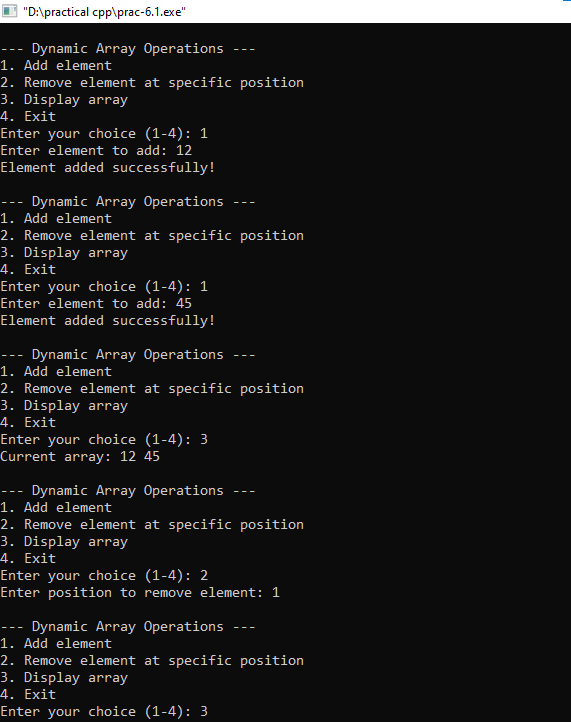 "D:\practical cpp\prac-6.1.exe"
--- Dynamic Array Operations ---
1. Add element
2. Remove element at specific position
3. Display array
4. Exit
Enter your choice (1-4): 1
Enter element to add: 12
Element added successfully!
--- Dynamic Array Operations ---
1. Add element
2. Remove element at specific position
3. Display array
4. Exit
Enter your choice (1-4): 1
Enter element to add: 45
Element added successfully!
--- Dynamic Array Operations ---
1. Add element
2. Remove element at specific position
3. Display array
4. Exit
Enter your choice (1-4): 3
Current array: 12 45
--- Dynamic Array Operations ---
1. Add element
2. Remove element at specific position
3. Display array
4. Exit
Enter your choice (1-4): 2
Enter position to remove element: 1
--- Dynamic Array Operations ---
1. Add element
2. Remove element at specific position
3. Display array
4. Exit
Enter your choice (1-4): 3